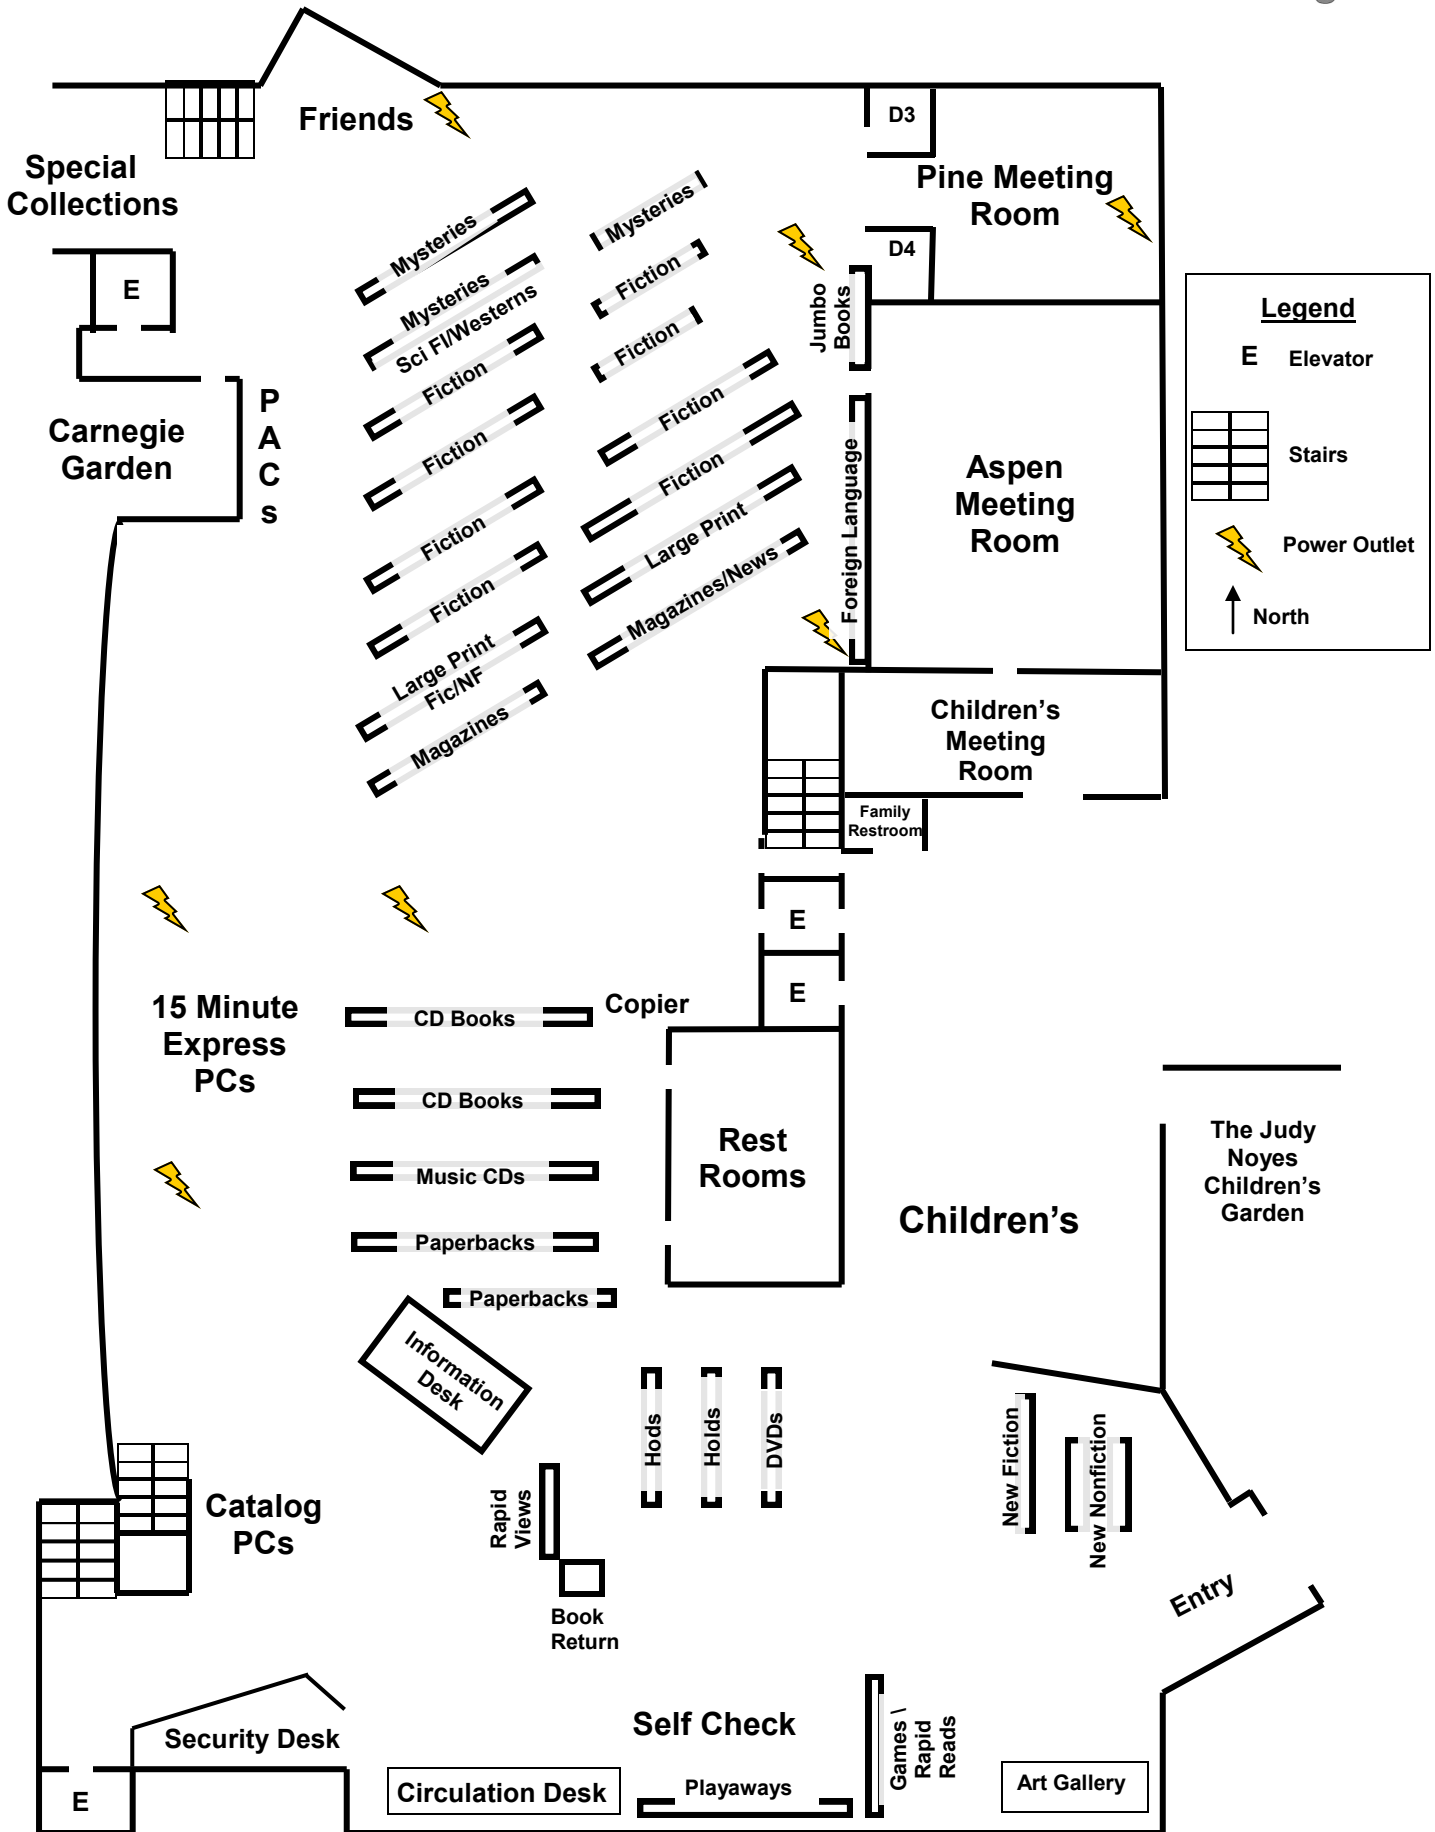 Friends
D3
Special
Collections
Pine Meeting
Room
Mysteries
Mysteries
D4
E
Mysteries
Sci FI/Westerns
Fiction
Jumbo
Books
Legend
E Elevator
Stairs
Power Outlet
North
Fiction
Fiction
P
A
C
s
Carnegie
Garden
Fiction
Fiction
Fiction
Fiction
Fiction
Large Print
Magazines/News
Foreign Language
Aspen
Meeting
Room
Fiction
Large Print
Fic/NF
Magazines
Children's
Meeting
Room
Family
Restroom
E
E
15 Minute
Express
PCs
CD Books
Copier
CD Books
Music CDs
Paperbacks
Paperbacks
Rest
Rooms
The Judy
Noyes
Children's
Garden
Children's
Information
Desk
Hods
Holds
DVDs
New Fiction
New Nonfiction
Catalog
PCs
Rapid
Views
Book
Return
Entry
Security Desk
Self Check
Games \
Rapid
Reads
E
Circulation Desk
Playaways
Art Gallery